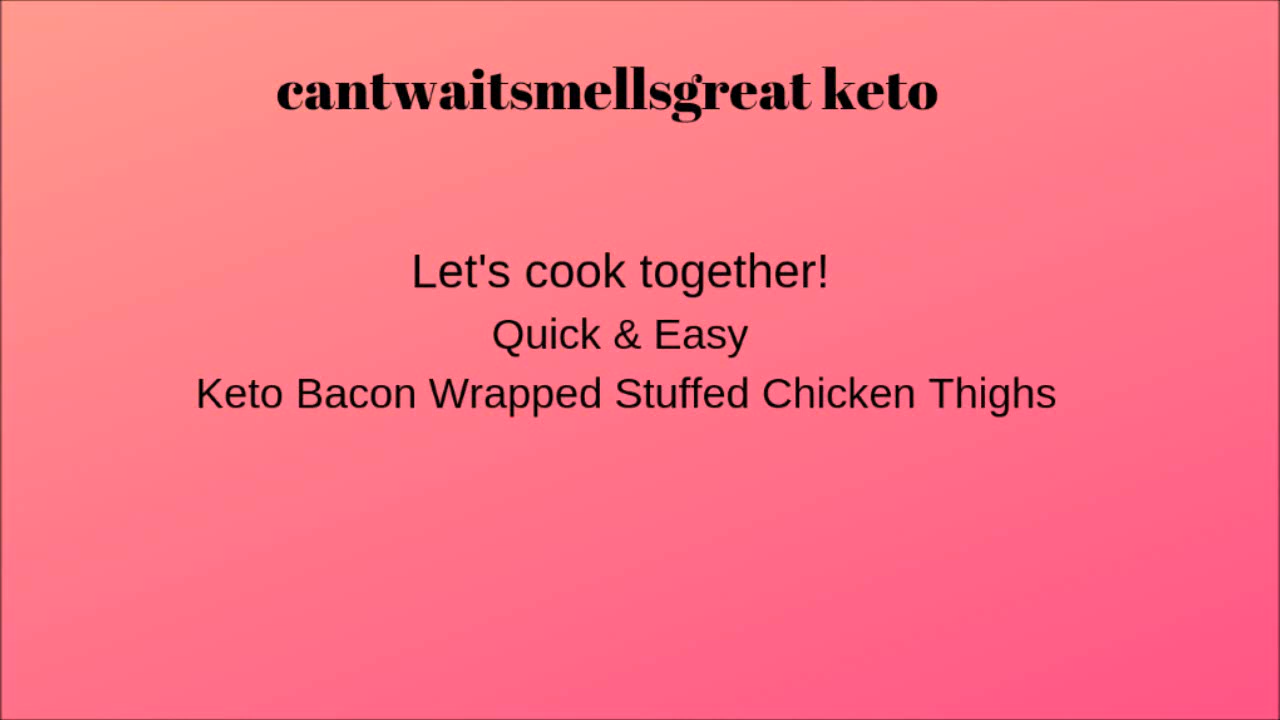 cantwaitsmellsgreat keto
Let's cook together!
Quick & Easy
Keto Bacon Wrapped Stuffed Chicken Thighs